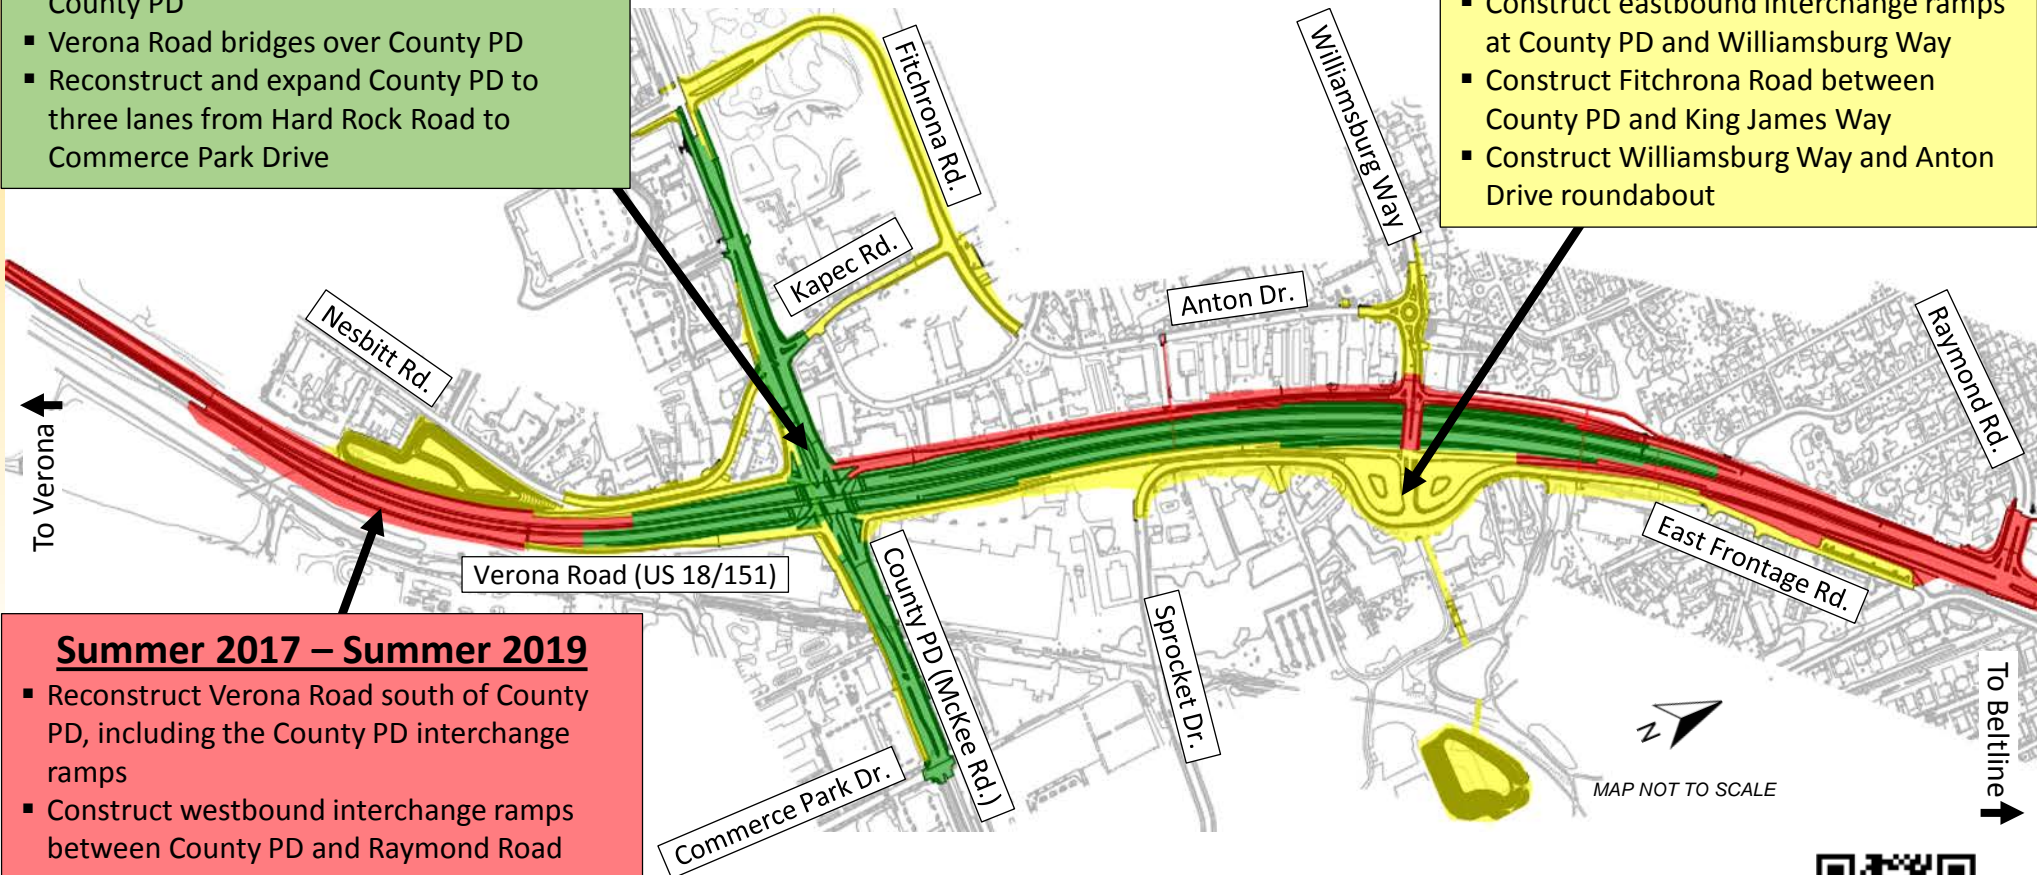 County PD
▪ Verona Road bridges over County PD
▪ Reconstruct and expand County PD to
three lanes from Hard Rock Road to
Commerce Park Drive
▪ Construct eastbound interchange ramps
at County PD and Williamsburg Way
▪ Construct Fitchrona Road between
County PD and King James Way
▪ Construct Williamsburg Way and Anton
Drive roundabout
Fitchrona Rd.
Williamsburg Way
Kapec Rd.
Anton Dr.
Nesbitt Rd.
Raymond Rd.
To Verona
Verona Road (US 18/151)
County PD (McKee Rd.)
Sprocket Dr.
East Frontage Rd.
Commerce Park Dr.
N
MAP NOT TO SCALE
To Beltline
Summer 2017 – Summer 2019
▪ Reconstruct Verona Road south of County
PD, including the County PD interchange
ramps
▪ Construct westbound interchange ramps
between County PD and Raymond Road